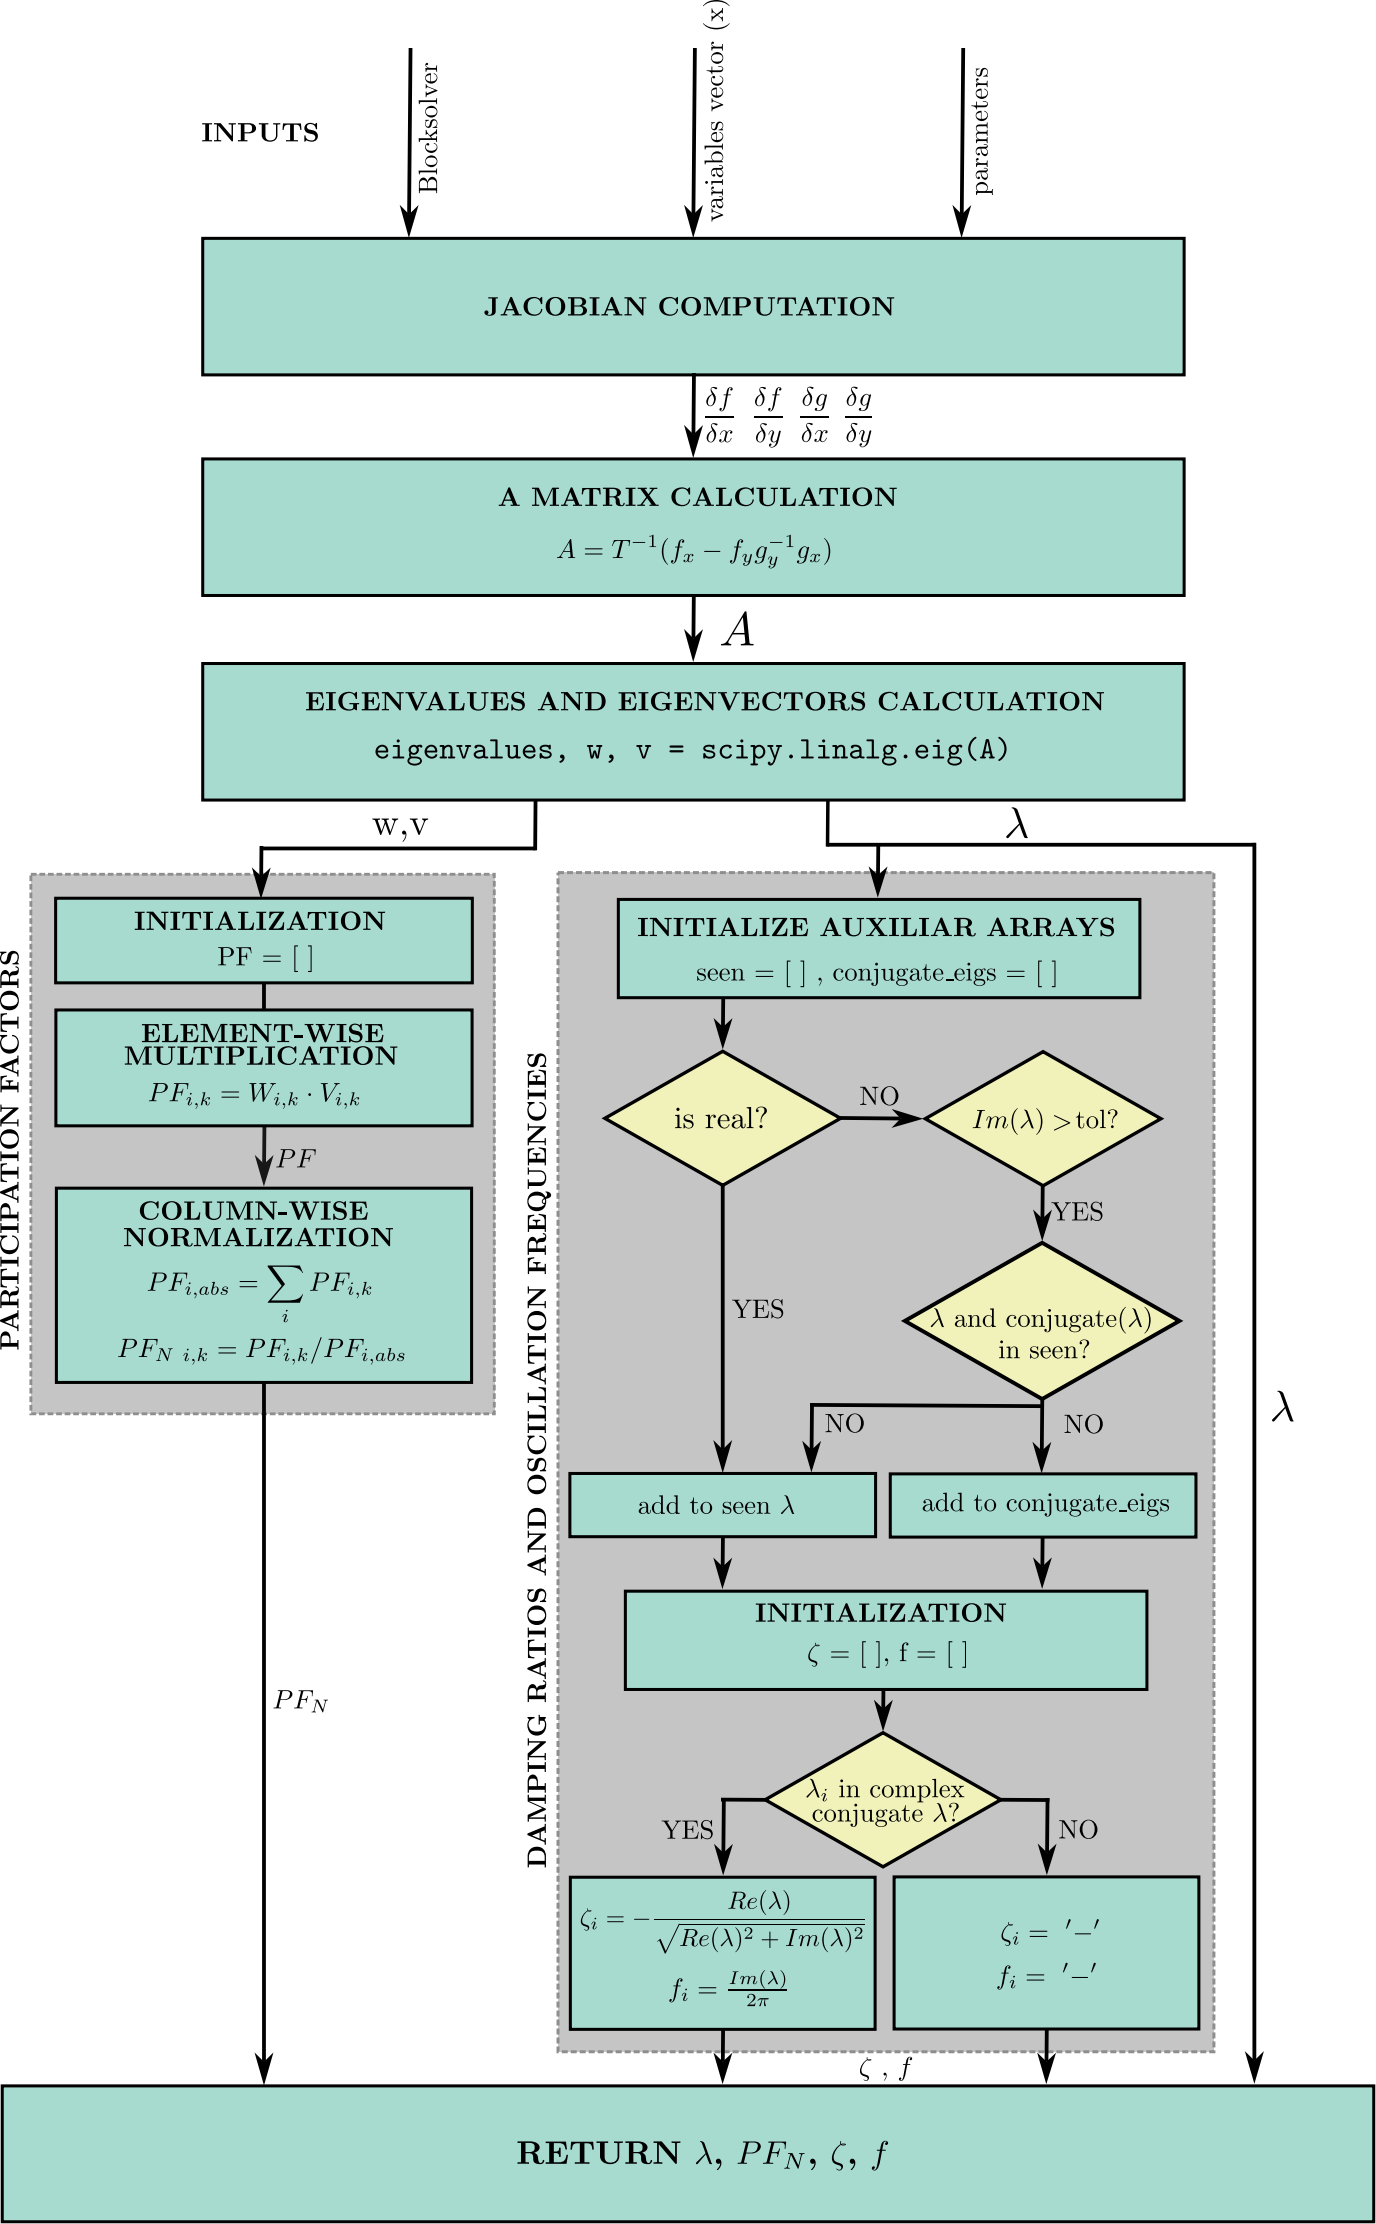 INPUTS
Blocksolver
variables vector (x)
parameters
JACOBIAN COMPUTATION
δf/δx δf/δy δg/δx δg/δy
A MATRIX CALCULATION
A = T⁻¹(fₓ − f_y g_y⁻¹ gₓ)
A
EIGENVALUES AND EIGENVECTORS CALCULATION
eigenvalues, w, v = scipy.linalg.eig(A)
w,v
λ
PARTICIPATION FACTORS
INITIALIZATION
PF = [ ]
ELEMENT-WISE
MULTIPLICATION
PF_{i,k} = W_{i,k} · V_{i,k}
PF
COLUMN-WISE
NORMALIZATION
PF_{i,abs} = ∑_i PF_{i,k}
PF_{N i,k} = PF_{i,k}/PF_{i,abs}
PF_N
DAMPING RATIOS AND OSCILLATION FREQUENCIES
INITIALIZE AUXILIAR ARRAYS
seen = [ ] , conjugate_eigs = [ ]
is real?
NO
Im(λ) > tol?
YES
YES
λ and conjugate(λ)
in seen?
NO
NO
add to seen λ
add to conjugate_eigs
INITIALIZATION
ζ = [ ], f = [ ]
λ_i in complex
conjugate λ?
YES
NO
ζ_i = − Re(λ)/√(Re(λ)² + Im(λ)²)
f_i = Im(λ)/2π
ζ_i = '−'
f_i = '−'
λ
ζ , f
RETURN λ, PF_N, ζ, f